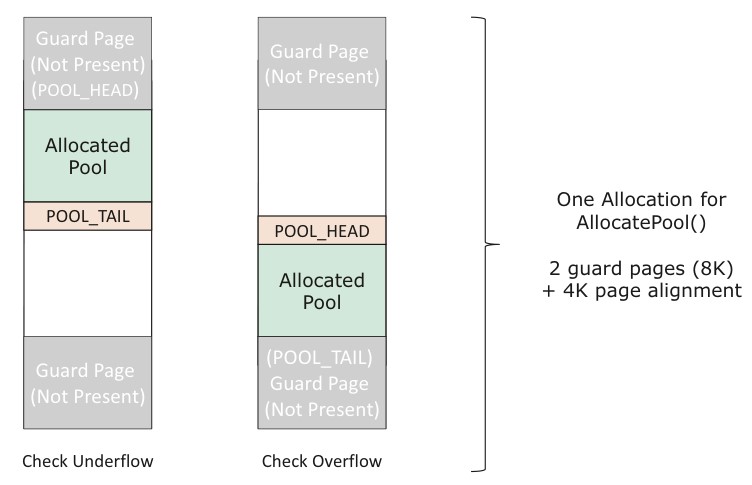 Guard Page
(Not Present)
(POOL_HEAD)
Allocated
Pool
POOL_TAIL
Guard Page
(Not Present)
Check Underflow
Guard Page
(Not Present)
POOL_HEAD
Allocated
Pool
(POOL_TAIL)
Guard Page
(Not Present)
Check Overflow
One Allocation for
AllocatePool()
2 guard pages (8K)
+ 4K page alignment